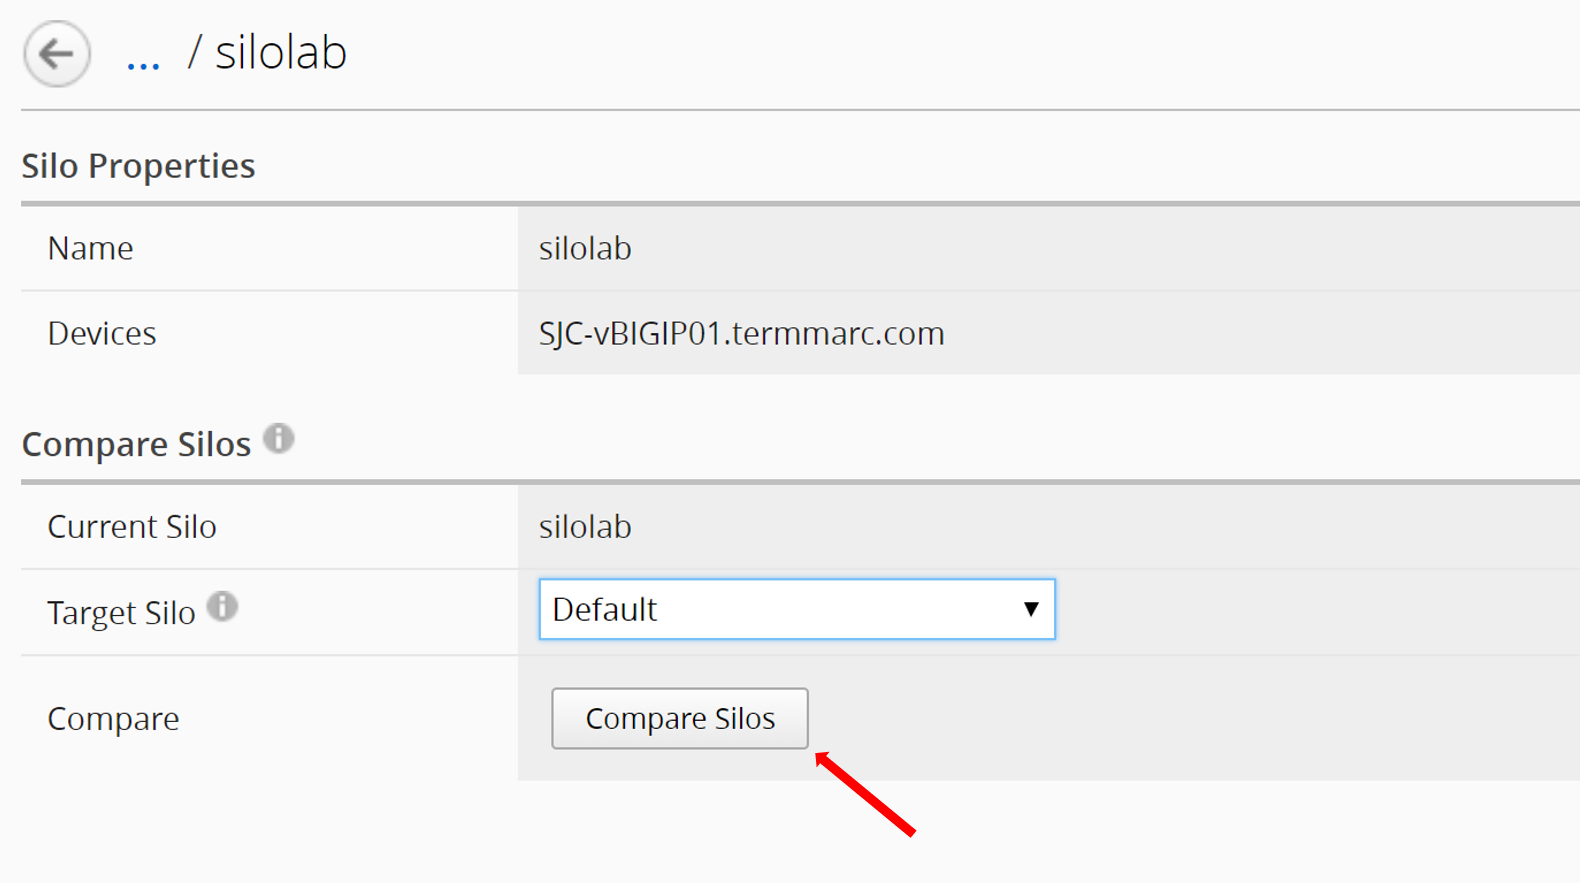 ... / silolab
Silo Properties
Name silolab
Devices SJC-vBIGIP01.termmarc.com
Compare Silos i
Current Silo silolab
Target Silo i Default ▼
Compare Compare Silos